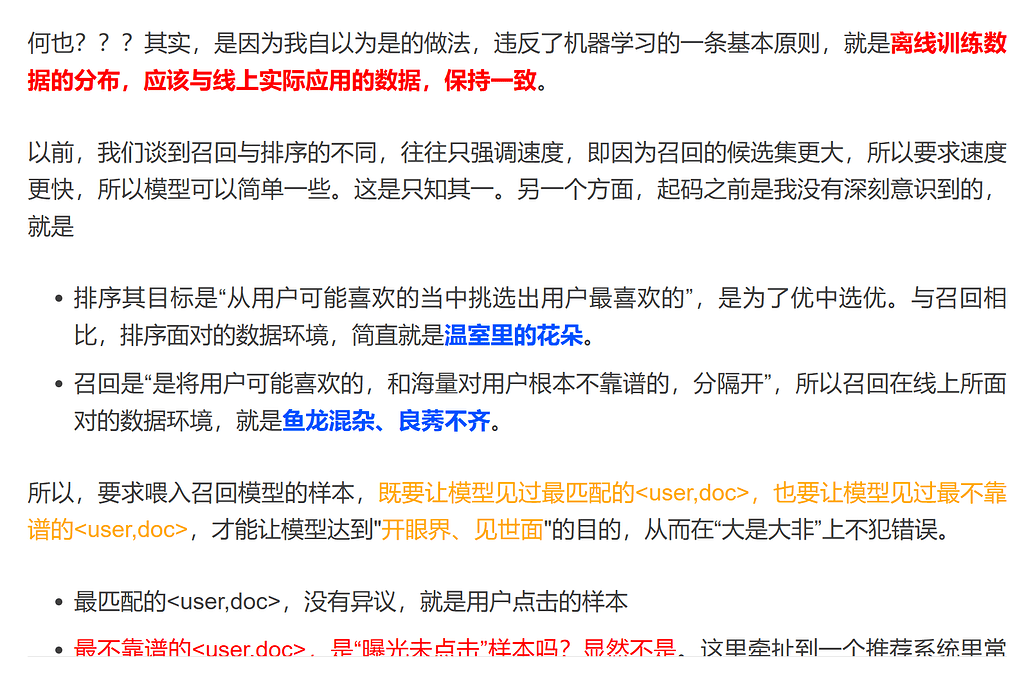 何也？？？其实，是因为我自以为是的做法，违反了机器学习的一条基本原则，就是离线训练数
据的分布，应该与线上实际应用的数据，保持一致。
以前，我们谈到召回与排序的不同，往往只强调速度，即因为召回的候选集更大，所以要求速度
更快，所以模型可以简单一些。这是只知其一。另一个方面，起码之前是我没有深刻意识到的，
就是
• 排序其目标是“从用户可能喜欢的当中挑选出用户最喜欢的”，是为了优中选优。与召回相
比，排序面对的数据环境，简直就是温室里的花朵。
• 召回是“是将用户可能喜欢的，和海量对用户根本不靠谱的，分隔开”，所以召回在线上所面
对的数据环境，就是鱼龙混杂、良莠不齐。
所以，要求喂入召回模型的样本，既要让模型见过最匹配的<user,doc>，也要让模型见过最不靠
谱的<user,doc>，才能让模型达到"开眼界、见世面"的目的，从而在“大是大非”上不犯错误。
• 最匹配的<user,doc>，没有异议，就是用户点击的样本
• 最不靠谱的<user,doc>，是“曝光未点击”样本吗？显然不是。这里牵扯到一个推荐系统里常